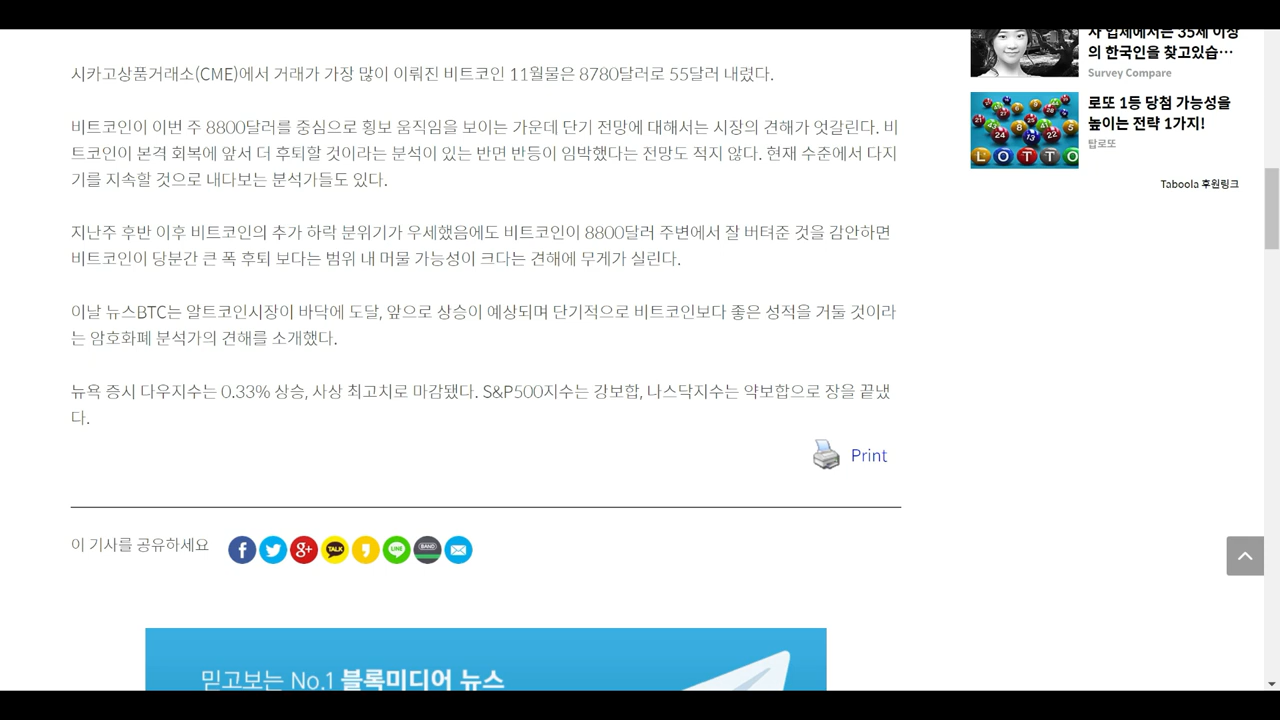 시카고상품거래소(CME)에서 거래가 가장 많이 이뤄진 비트코인 11월물은 8780달러로 55달러 내렸다.
비트코인이 이번 주 8800달러를 중심으로 횡보 움직임을 보이는 가운데 단기 전망에 대해서는 시장의 견해가 엇갈린다. 비
트코인이 본격 회복에 앞서 더 후퇴할 것이라는 분석이 있는 반면 반등이 임박했다는 전망도 적지 않다. 현재 수준에서 다지
기를 지속할 것으로 내다보는 분석가들도 있다.
지난주 후반 이후 비트코인의 추가 하락 분위기가 우세했음에도 비트코인이 8800달러 주변에서 잘 버텨준 것을 감안하면
비트코인이 당분간 큰 폭 후퇴 보다는 범위 내 머물 가능성이 크다는 견해에 무게가 실린다.
이날 뉴스BTC는 알트코인시장이 바닥에 도달, 앞으로 상승이 예상되며 단기적으로 비트코인보다 좋은 성적을 거둘 것이라
는 암호화폐 분석가의 견해를 소개했다.
뉴욕 증시 다우지수는 0.33% 상승, 사상 최고치로 마감됐다. S&P500지수는 강보합, 나스닥지수는 약보합으로 장을 끝냈
다.
Print
이 기사를 공유하세요
f
g+
TALK
LINE
BAND
믿고보는 No.1 블록미디어 뉴스
사 업체에서는 35세 이상
의 한국인을 찾고있습…
Survey Compare
LOTTO
로또 1등 당첨 가능성을
높이는 전략 1가지!
탑로또
Taboola 후원링크